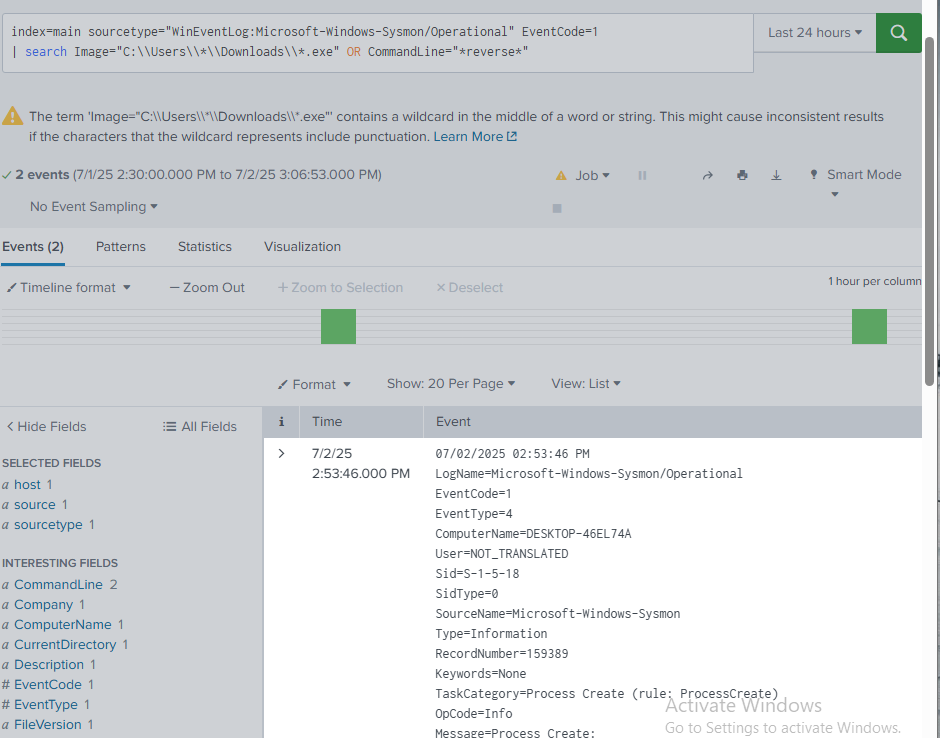 index=main sourcetype="WinEventLog:Microsoft-Windows-Sysmon/Operational" EventCode=1
| search Image="C:\\Users\\*\\Downloads\\*.exe" OR CommandLine="*reverse*"
Last 24 hours
The term 'Image="C:\\Users\\*\\Downloads\\*.exe"' contains a wildcard in the middle of a word or string. This might cause inconsistent results
if the characters that the wildcard represents include punctuation. Learn More
2 events (7/1/25 2:30:00.000 PM to 7/2/25 3:06:53.000 PM)
Job
Smart Mode
No Event Sampling
Events (2) Patterns Statistics Visualization
Timeline format — Zoom Out + Zoom to Selection × Deselect
1 hour per column
Format Show: 20 Per Page View: List
< Hide Fields All Fields
i Time Event
SELECTED FIELDS
a host 1
a source 1
a sourcetype 1
INTERESTING FIELDS
a CommandLine 2
a Company 1
a ComputerName 1
a CurrentDirectory 1
a Description 1
# EventCode 1
# EventType 1
a FileVersion 1
> 7/2/25
2:53:46.000 PM
07/02/2025 02:53:46 PM
LogName=Microsoft-Windows-Sysmon/Operational
EventCode=1
EventType=4
ComputerName=DESKTOP-46EL74A
User=NOT_TRANSLATED
Sid=S-1-5-18
SidType=0
SourceName=Microsoft-Windows-Sysmon
Type=Information
RecordNumber=159389
Keywords=None
TaskCategory=Process Create (rule: ProcessCreate)
OpCode=Info
Message=Process Create:
Activate Windows
Go to Settings to activate Windows.